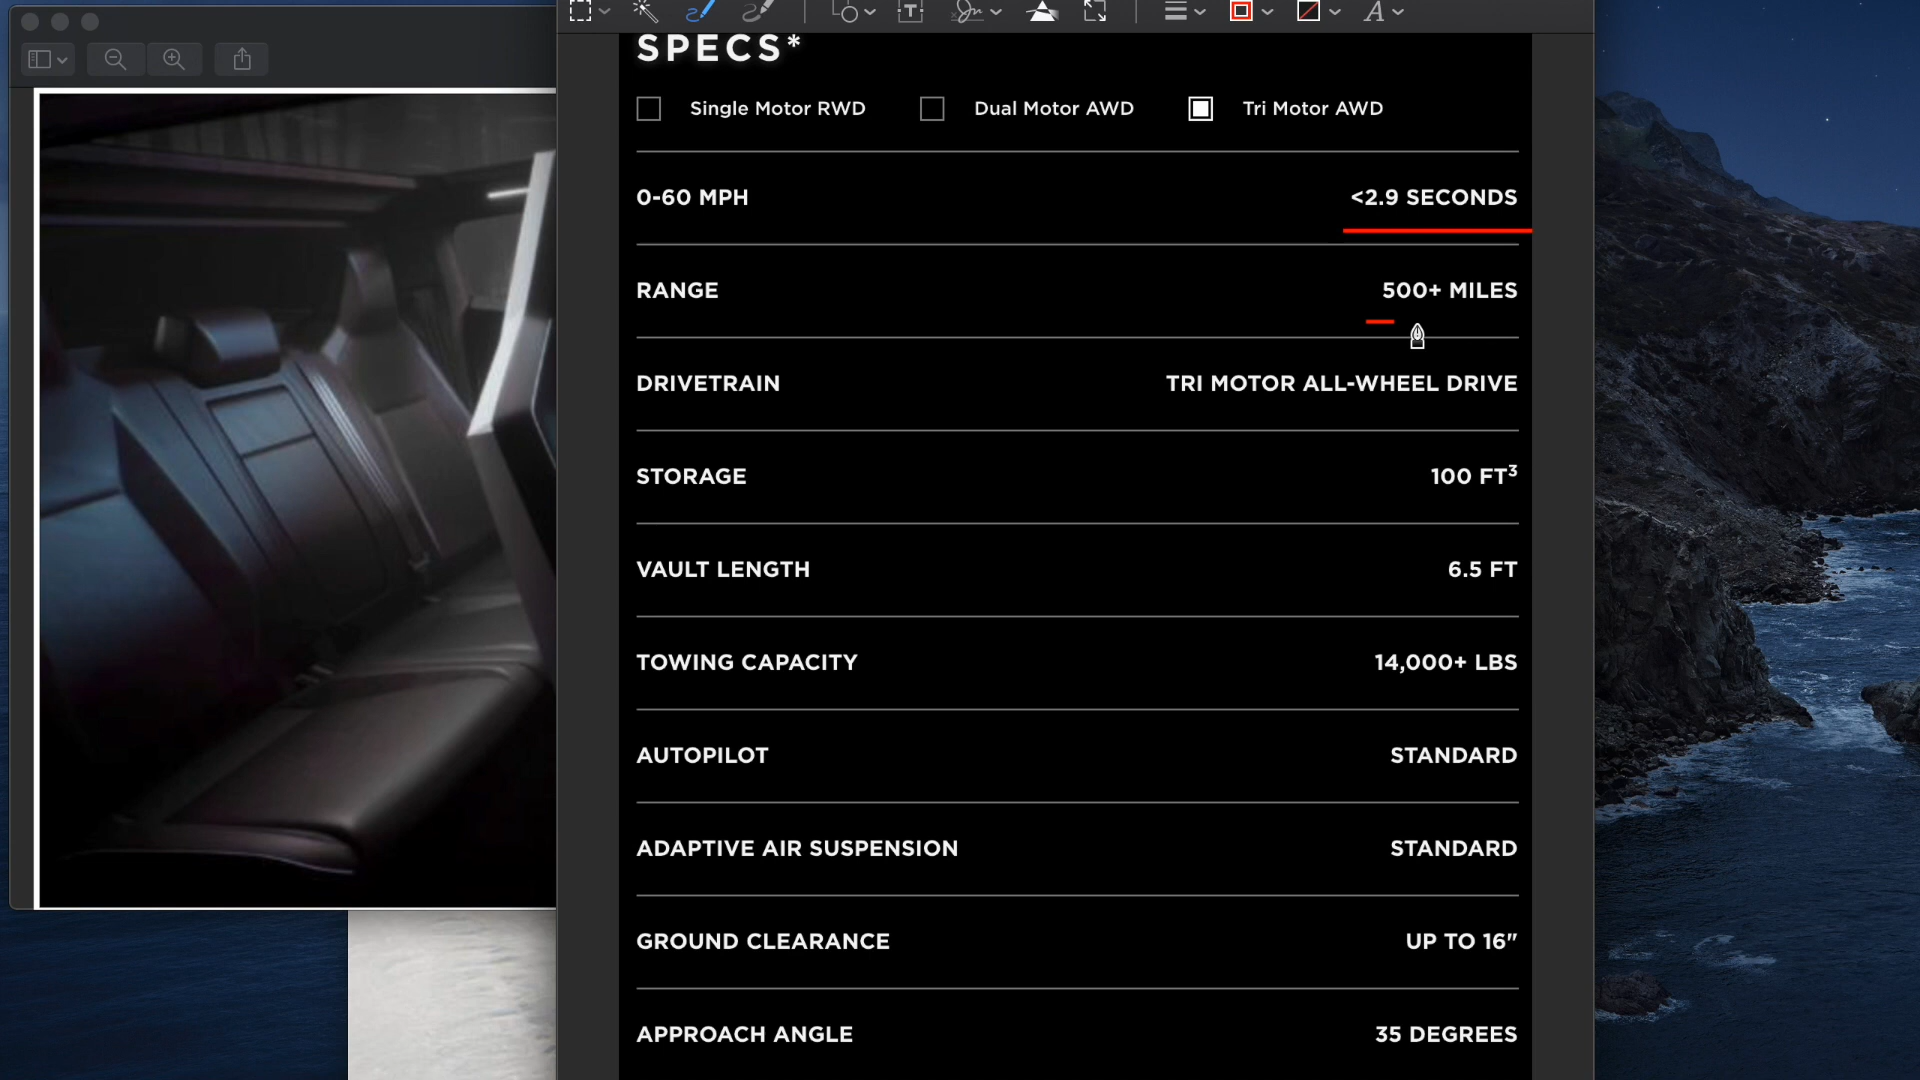 SPECS*
Single Motor RWD Dual Motor AWD Tri Motor AWD
0-60 MPH <2.9 SECONDS
RANGE 500+ MILES
DRIVETRAIN TRI MOTOR ALL-WHEEL DRIVE
STORAGE 100 FT³
VAULT LENGTH 6.5 FT
TOWING CAPACITY 14,000+ LBS
AUTOPILOT STANDARD
ADAPTIVE AIR SUSPENSION STANDARD
GROUND CLEARANCE UP TO 16"
APPROACH ANGLE 35 DEGREES